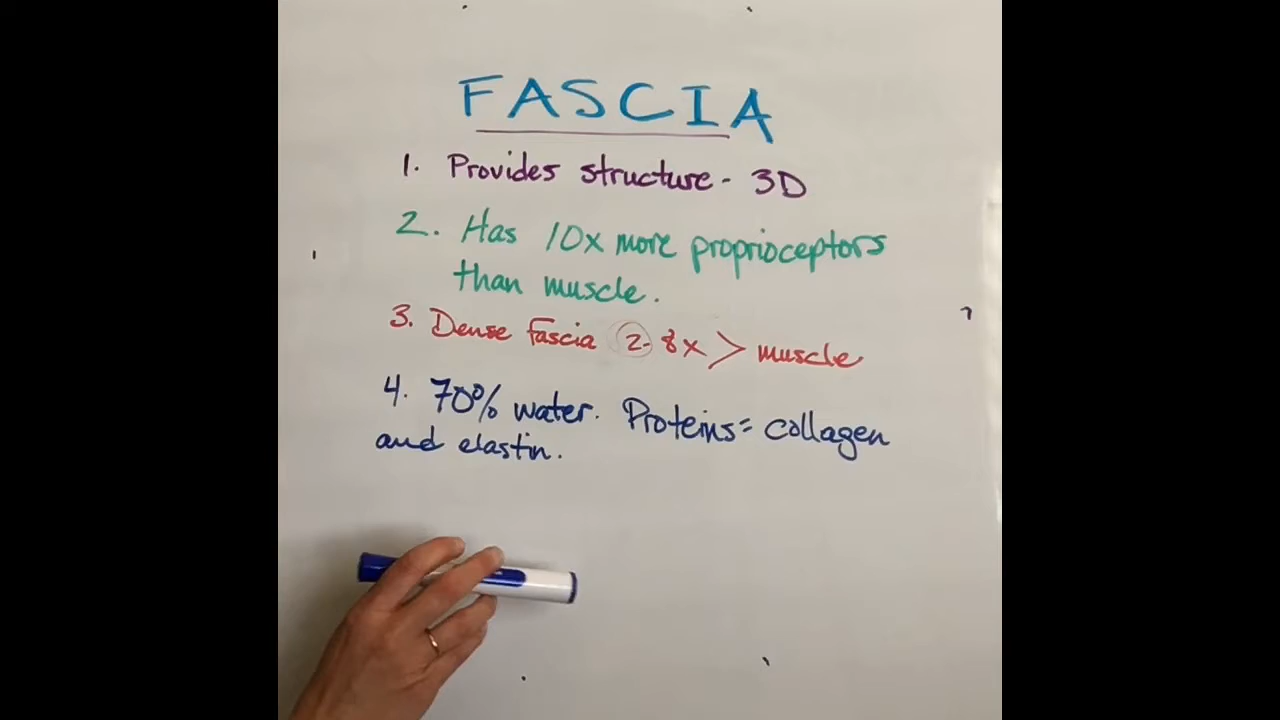 FASCIA
1. Provides structure - 3D
2. Has 10x more proprioceptors
than muscle.
3. Dense fascia 2-8x > muscle
4. 70% water. Proteins = collagen
and elastin.